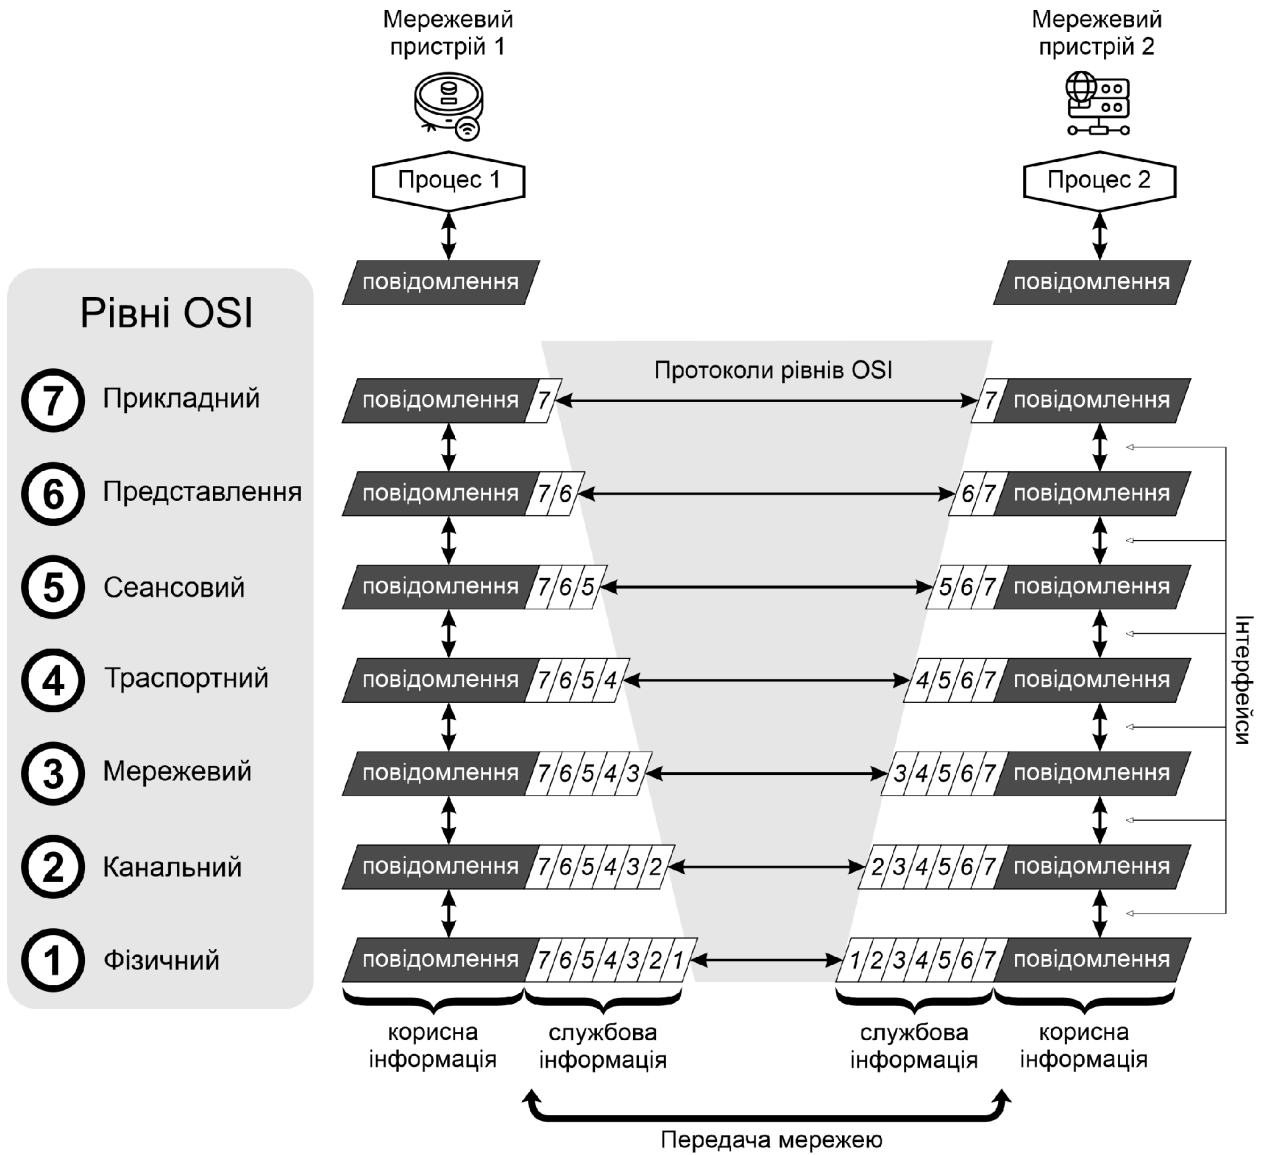 Мережевий
пристрій 1
Мережевий
пристрій 2
Процес 1
Процес 2
повідомлення
повідомлення
Рівні OSI
Протоколи рівнів OSI
7 Прикладний
повідомлення 7
7 повідомлення
6 Представлення
повідомлення 7 6
6 7 повідомлення
5 Сеансовий
повідомлення 7 6 5
5 6 7 повідомлення
4 Траспортний
повідомлення 7 6 5 4
4 5 6 7 повідомлення
3 Мережевий
повідомлення 7 6 5 4 3
3 4 5 6 7 повідомлення
2 Канальний
повідомлення 7 6 5 4 3 2
2 3 4 5 6 7 повідомлення
1 Фізичний
повідомлення 7 6 5 4 3 2 1
1 2 3 4 5 6 7 повідомлення
Інтерфейси
корисна
інформація
службова
інформація
службова
інформація
корисна
інформація
Передача мережею